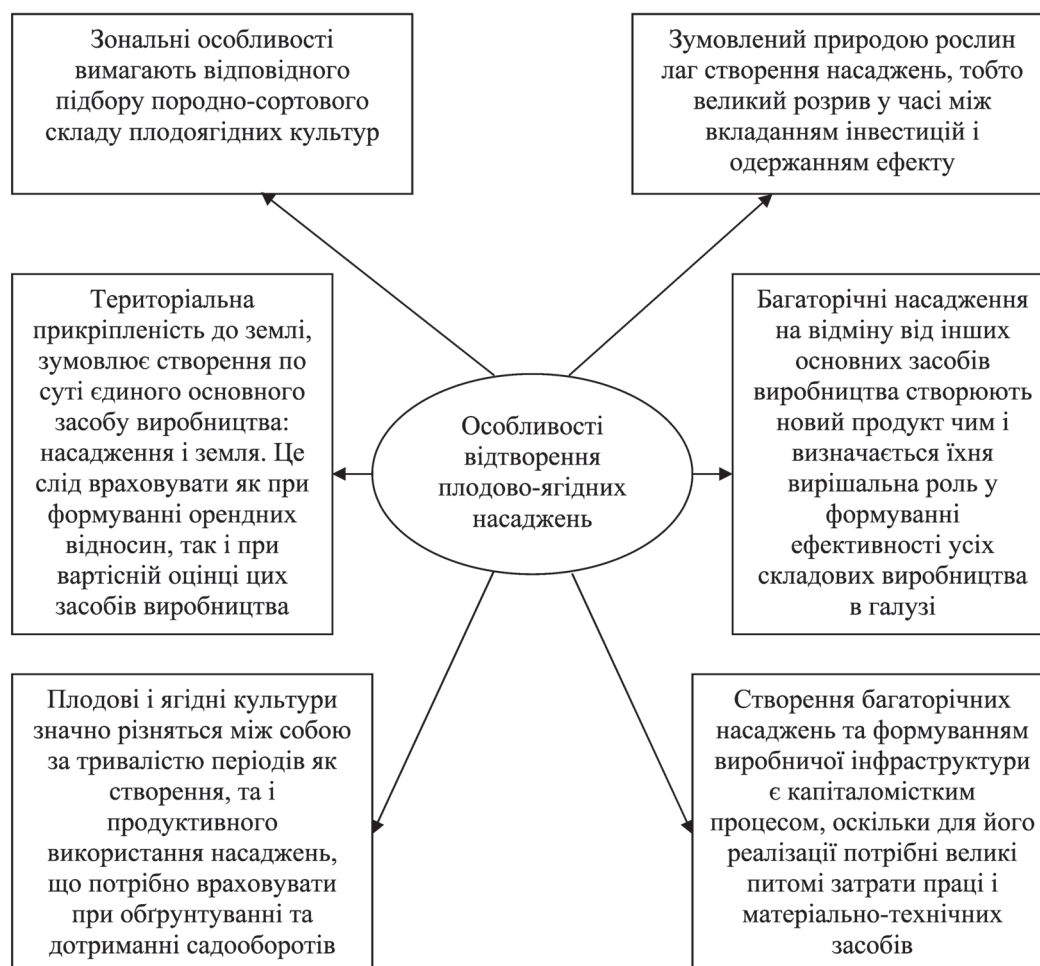 Зональні особливості
вимагають відповідного
підбору породно-сортового
складу плодоягідних культур
Зумовлений природою рослин
лаг створення насаджень, тобто
великий розрив у часі між
вкладанням інвестицій і
одержанням ефекту
Територіальна
прикріпленість до землі,
зумовлює створення по
суті єдиного основного
засобу виробництва:
насадження і земля. Це
слід враховувати як при
формуванні орендних
відносин, так і при
вартісній оцінці цих
засобів виробництва
Особливості
відтворення
плодово-ягідних
насаджень
Багаторічні насадження
на відміну від інших
основних засобів
виробництва створюють
новий продукт чим і
визначається їхня
вирішальна роль у
формуванні
ефективності усіх
складових виробництва
в галузі
Плодові і ягідні культури
значно різняться між собою
за тривалістю періодів як
створення, та і
продуктивного
використання насаджень,
що потрібно враховувати
при обґрунтуванні та
дотриманні садооборотів
Створення багаторічних
насаджень та формуванням
виробничої інфраструктури
є капіталомістким
процесом, оскільки для його
реалізації потрібні великі
питомі затрати праці і
матеріально-технічних
засобів